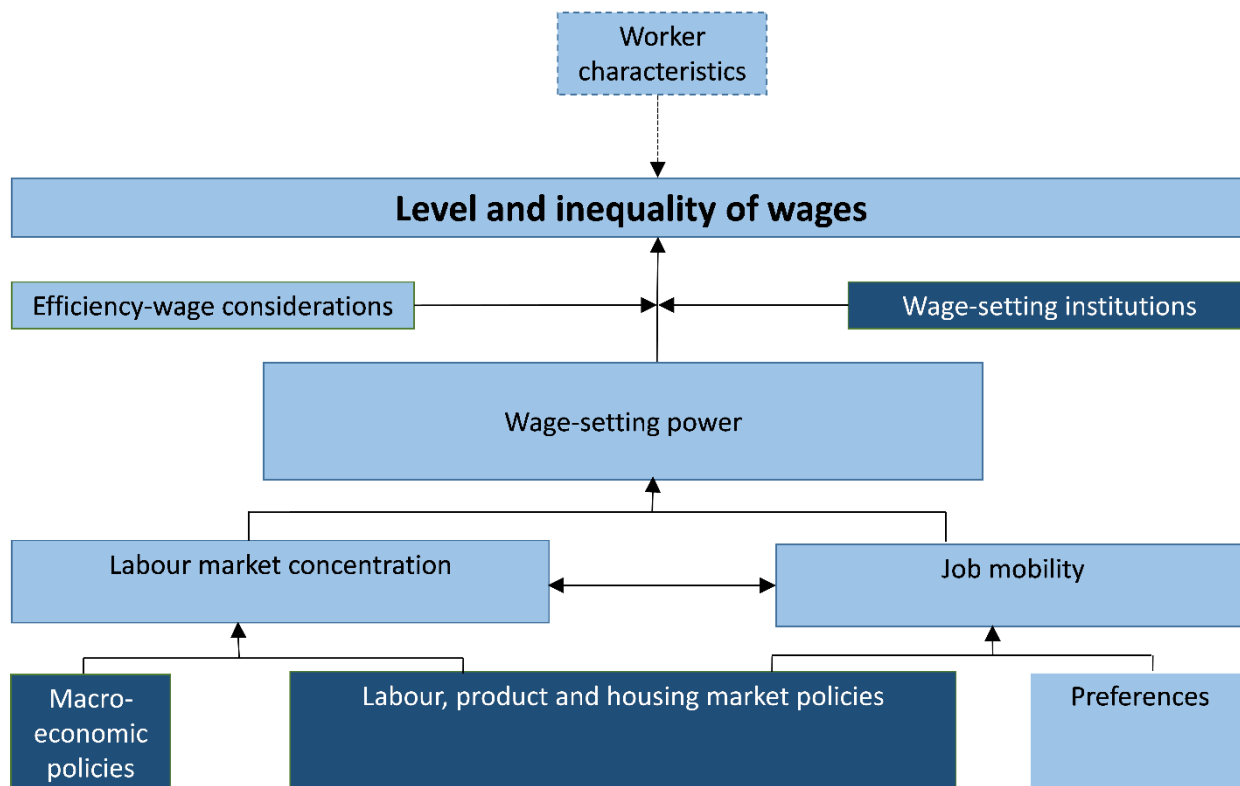 Worker
characteristics
Level and inequality of wages
Efficiency-wage considerations
Wage-setting institutions
Wage-setting power
Labour market concentration
Job mobility
Macro-
economic
policies
Labour, product and housing market policies
Preferences